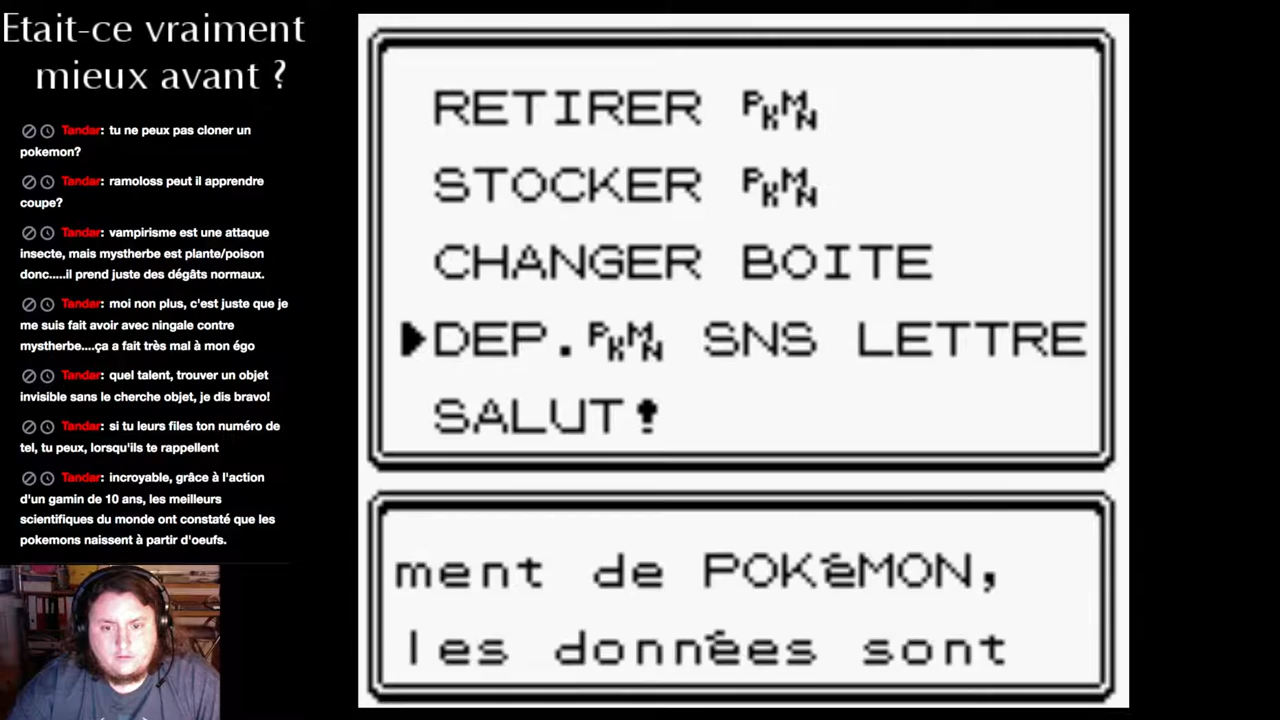 Etait-ce vraiment
mieux avant ?
Tandar: tu ne peux pas cloner un
pokemon?
Tandar: ramoloss peut il apprendre
coupe?
Tandar: vampirisme est une attaque
insecte, mais mystherbe est plante/poison
donc.....il prend juste des dégâts normaux.
Tandar: moi non plus, c'est juste que je
me suis fait avoir avec ningale contre
mystherbe....ça a fait très mal à mon égo
Tandar: quel talent, trouver un objet
invisible sans le cherche objet, je dis bravo!
Tandar: si tu leurs files ton numéro de
tel, tu peux, lorsqu'ils te rappellent
Tandar: incroyable, grâce à l'action
d'un gamin de 10 ans, les meilleurs
scientifiques du monde ont constaté que les
pokemons naissent à partir d'oeufs.
RETIRER PKMN
STOCKER PKMN
CHANGER BOITE
▶DEP.PKMN SNS LETTRE
SALUT!
ment de POKéMON,
les données sont